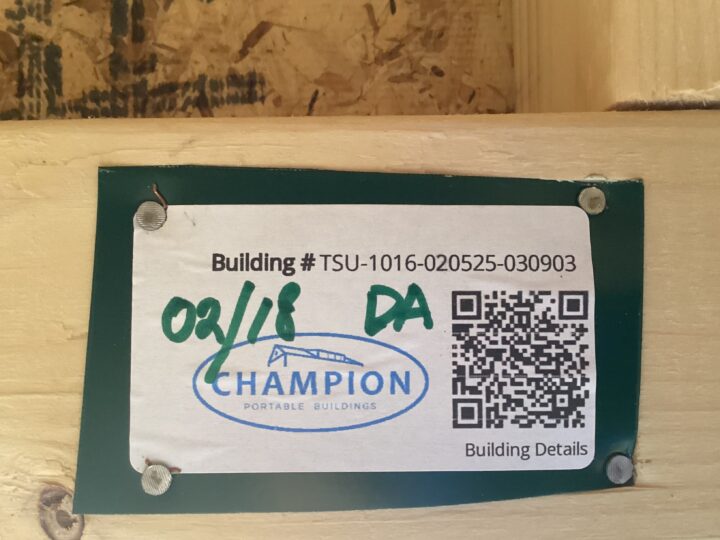 Building # TSU-1016-020525-030903
02/18 DA
CHAMPION
PORTABLE BUILDINGS
Building Details